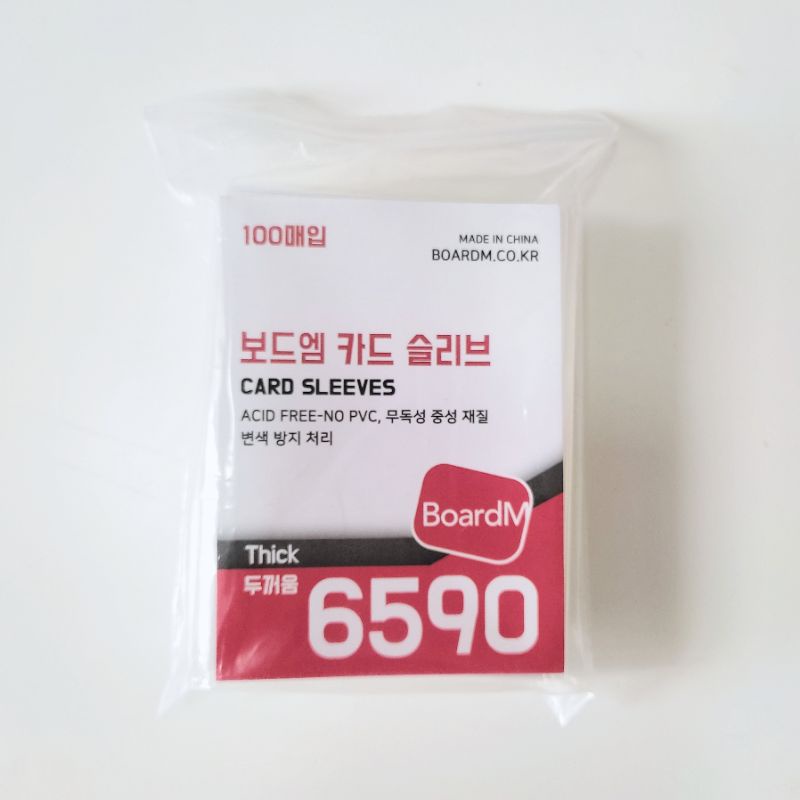 100매입
MADE IN CHINA
BOARDM.CO.KR
보드엠 카드 슬리브
CARD SLEEVES
ACID FREE-NO PVC, 무독성 중성 재질
변색 방지 처리
BoardM
Thick
두꺼움
6590